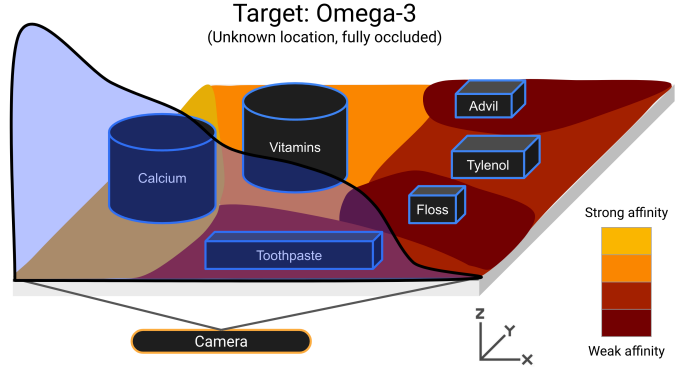 Target: Omega-3
(Unknown location, fully occluded)
Advil
Vitamins
Tylenol
Calcium
Floss
Strong affinity
Toothpaste
Z
Y
X
Camera
Weak affinity